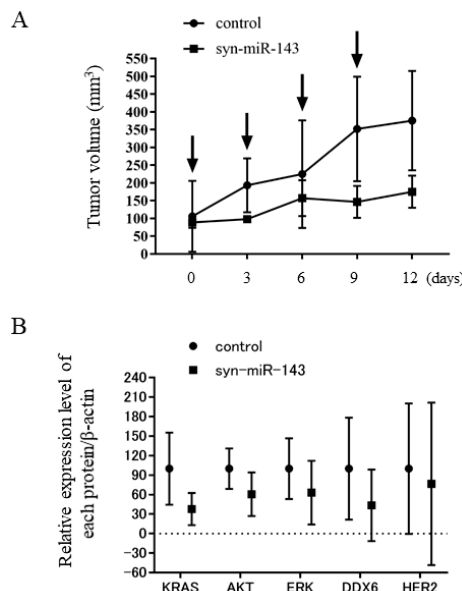 A
control
syn-miR-143
Tumor volume (mm³)
550
500
450
400
350
300
250
200
150
100
50
0
0 3 6 9 12 (days)
B
control
syn-miR-143
Relative expression level of
each protein/β-actin
240
210
180
150
120
90
60
30
0
-30
-60
KRAS AKT ERK DDX6 HER2